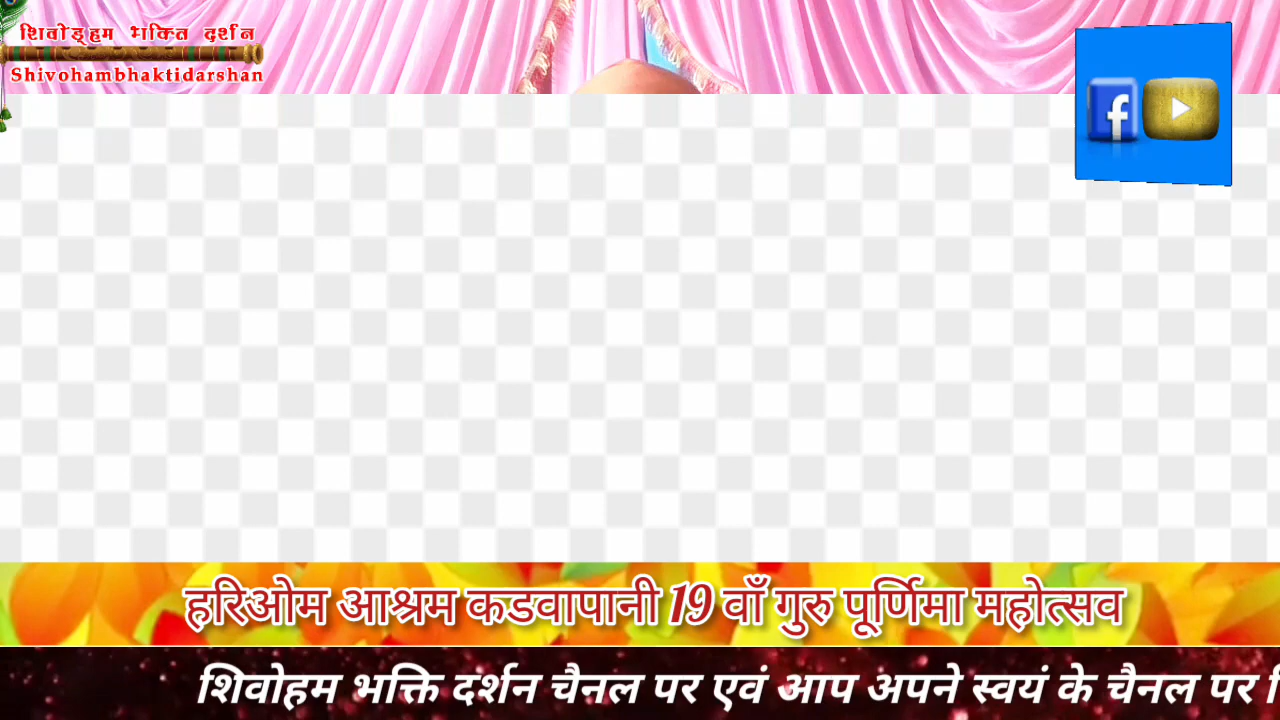 शिवोड्हम भक्ति दर्शन
Shivohambhaktidarshan
f
हरिओम आश्रम कडवापानी 19 वाँ गुरु पूर्णिमा महोत्सव
शिवोहम भक्ति दर्शन चैनल पर एवं आप अपने स्वयं के चैनल पर